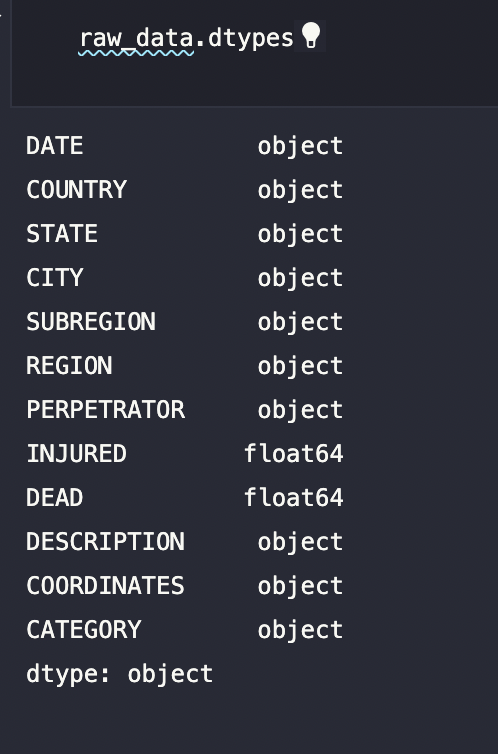 raw_data.dtypes
DATE object
COUNTRY object
STATE object
CITY object
SUBREGION object
REGION object
PERPETRATOR object
INJURED float64
DEAD float64
DESCRIPTION object
COORDINATES object
CATEGORY object
dtype: object